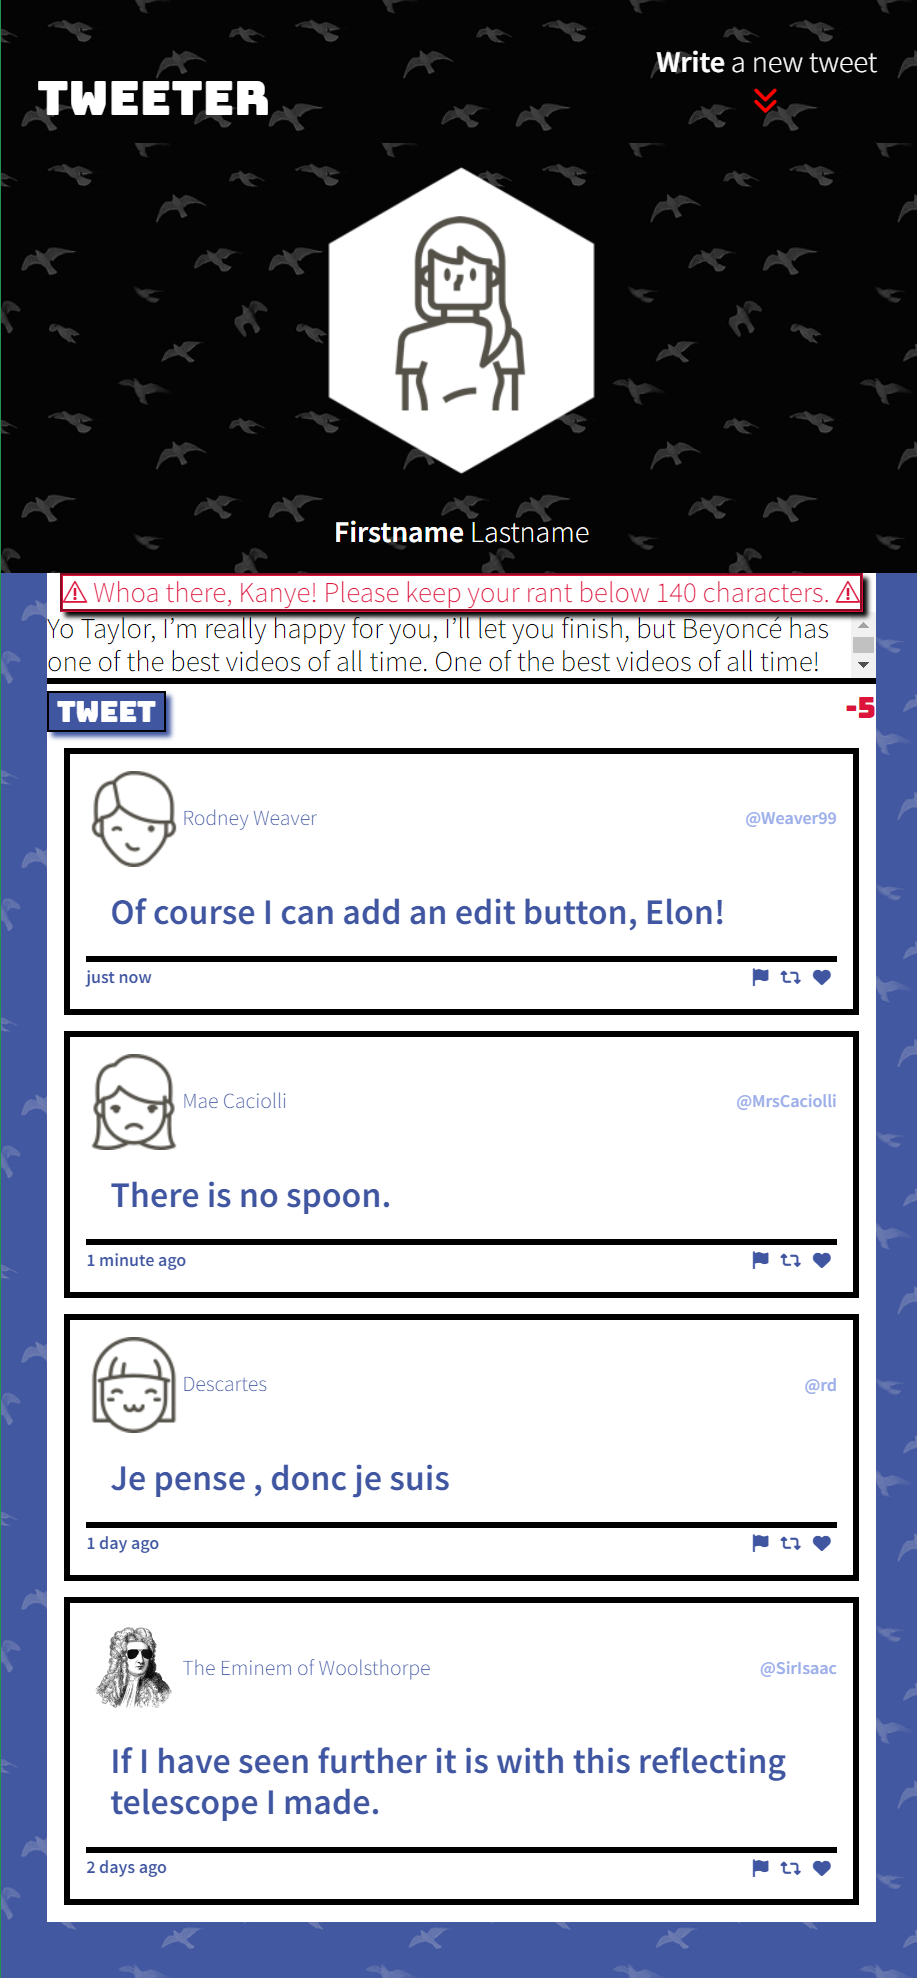 TWEETER
Write a new tweet
Firstname Lastname
⚠ Whoa there, Kanye! Please keep your rant below 140 characters. ⚠
Yo Taylor, I'm really happy for you, I'll let you finish, but Beyoncé has
one of the best videos of all time. One of the best videos of all time!
TWEET
-5
Rodney Weaver
@Weaver99
Of course I can add an edit button, Elon!
just now
Mae Caciolli
@MrsCaciolli
There is no spoon.
1 minute ago
Descartes
@rd
Je pense , donc je suis
1 day ago
The Eminem of Woolsthorpe
@SirIsaac
If I have seen further it is with this reflecting
telescope I made.
2 days ago